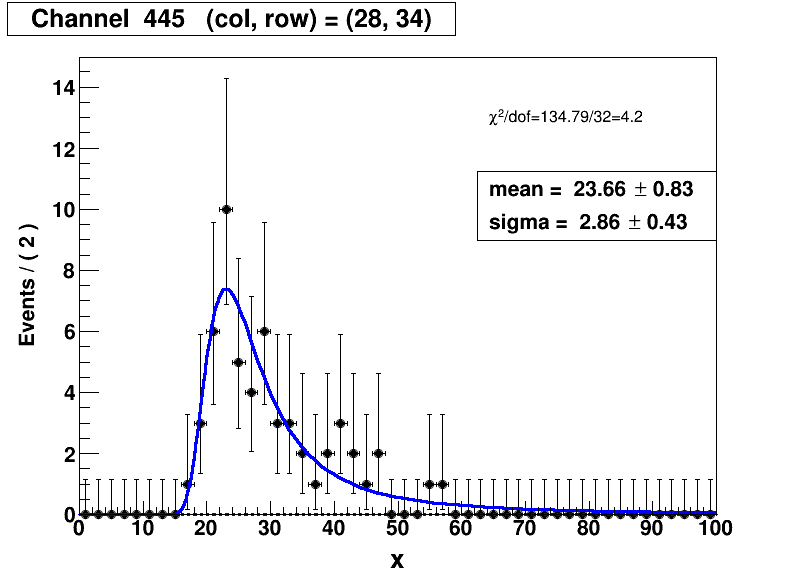 Channel 445 (col, row) = (28, 34)
χ²/dof=134.79/32=4.2
mean = 23.66 ± 0.83
sigma = 2.86 ± 0.43
Events / ( 2 )
14
12
10
8
6
4
2
0
0 10 20 30 40 50 60 70 80 90 100
x